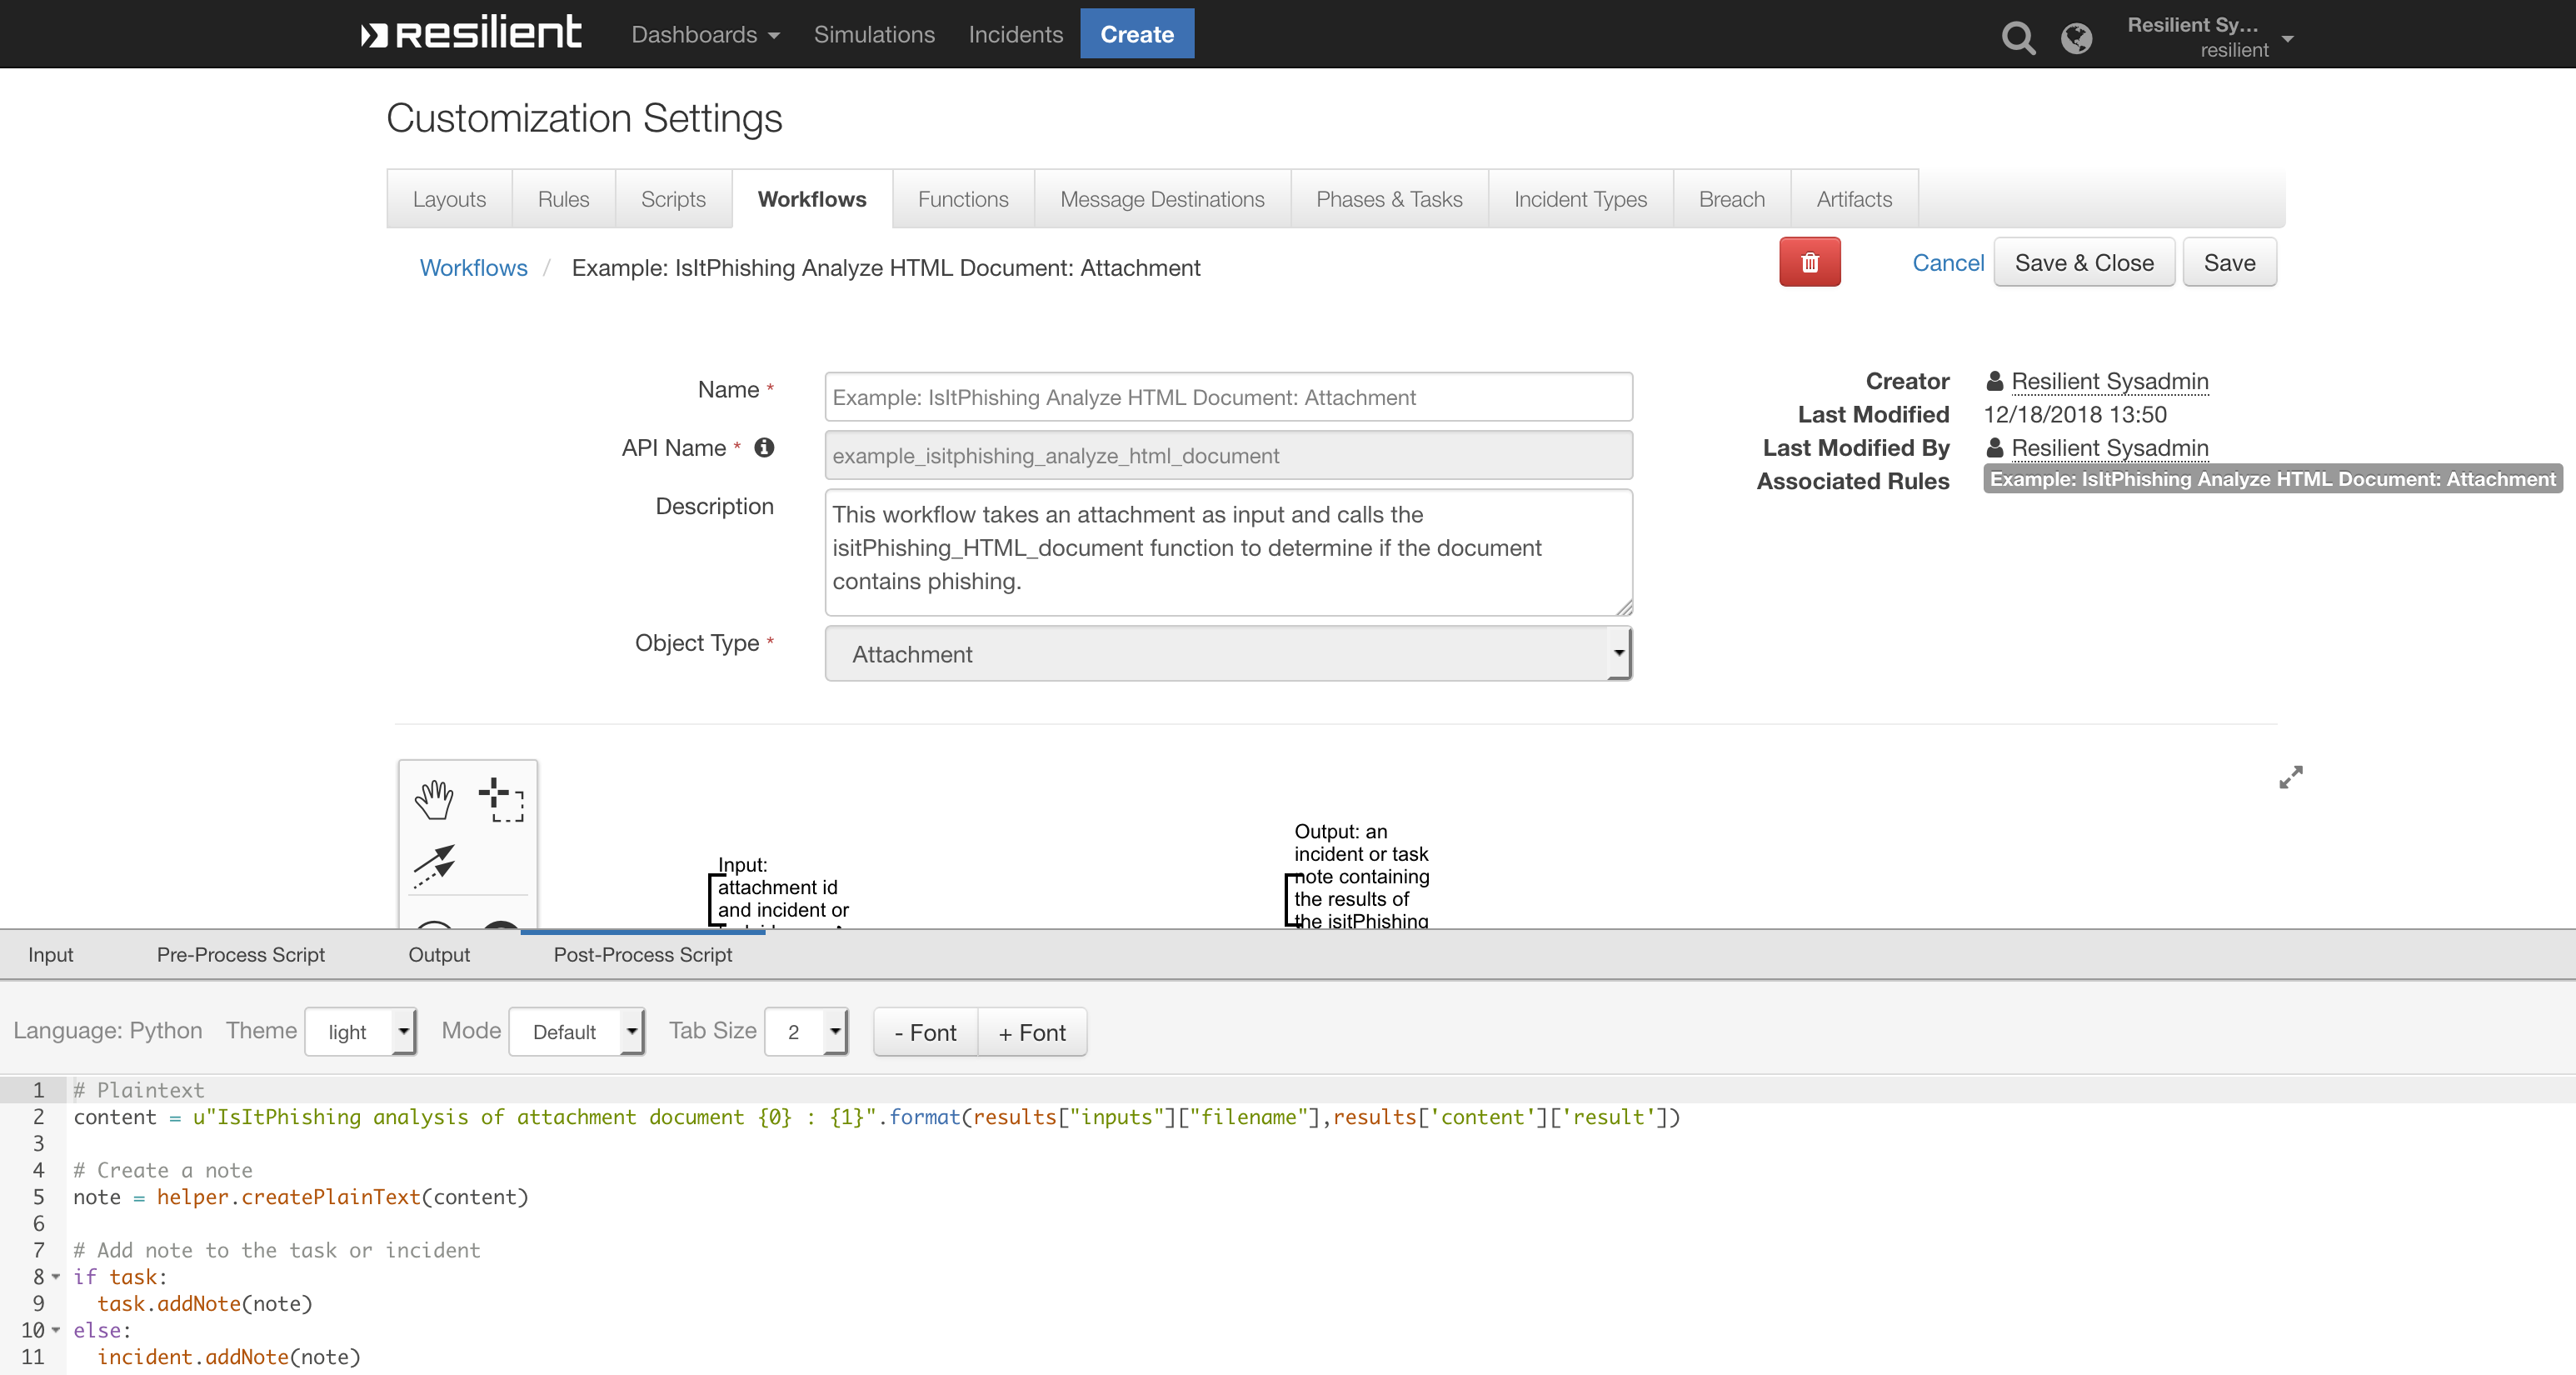 resilient
Dashboards
Simulations
Incidents
Create
Resilient Sy...
resilient
Customization Settings
Layouts
Rules
Scripts
Workflows
Functions
Message Destinations
Phases & Tasks
Incident Types
Breach
Artifacts
Workflows / Example: IsItPhishing Analyze HTML Document: Attachment
Cancel
Save & Close
Save
Name *
Example: IsItPhishing Analyze HTML Document: Attachment
API Name *
example_isitphishing_analyze_html_document
Description
This workflow takes an attachment as input and calls the
isitPhishing_HTML_document function to determine if the document
contains phishing.
Object Type *
Attachment
Creator Resilient Sysadmin
Last Modified 12/18/2018 13:50
Last Modified By Resilient Sysadmin
Associated Rules Example: IsItPhishing Analyze HTML Document: Attachment
Input:
attachment id
and incident or
Output: an
incident or task
note containing
the results of
the isitPhishing
Input
Pre-Process Script
Output
Post-Process Script
Language: Python
Theme light
Mode Default
Tab Size 2
- Font
+ Font
1 # Plaintext
2 content = u"IsItPhishing analysis of attachment document {0} : {1}".format(results["inputs"]["filename"],results['content']['result'])
3
4 # Create a note
5 note = helper.createPlainText(content)
6
7 # Add note to the task or incident
8 if task:
9 task.addNote(note)
10 else:
11 incident.addNote(note)